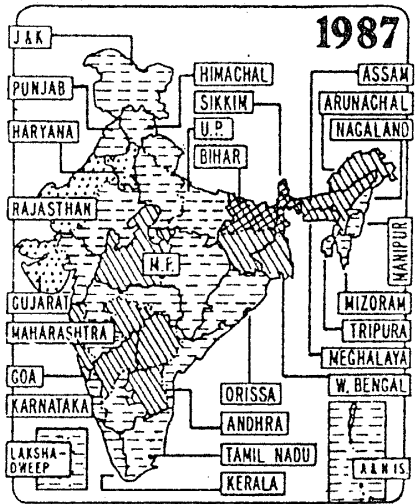 1987
J&K
PUNJAB
HARYANA
RAJASTHAN
GUJARAT
MAHARASHTRA
GOA
KARNATAKA
LAKSHA-
DWEEP
HIMACHAL
SIKKIM
U.P.
BIHAR
M.P.
ASSAM
ARUNACHAL
NAGALAND
MANIPUR
MIZORAM
TRIPURA
MEGHALAYA
W. BENGAL
ORISSA
ANDHRA
TAMIL NADU
KERALA
A & N IS.